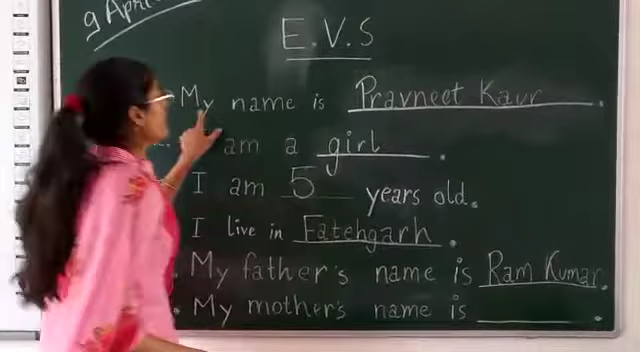 9 April
E.V.S
My name is Pravneet Kaur.
am a girl.
I am 5 years old.
I live in Fatehgarh.
My father's name is Ram Kumar.
My mother's name is